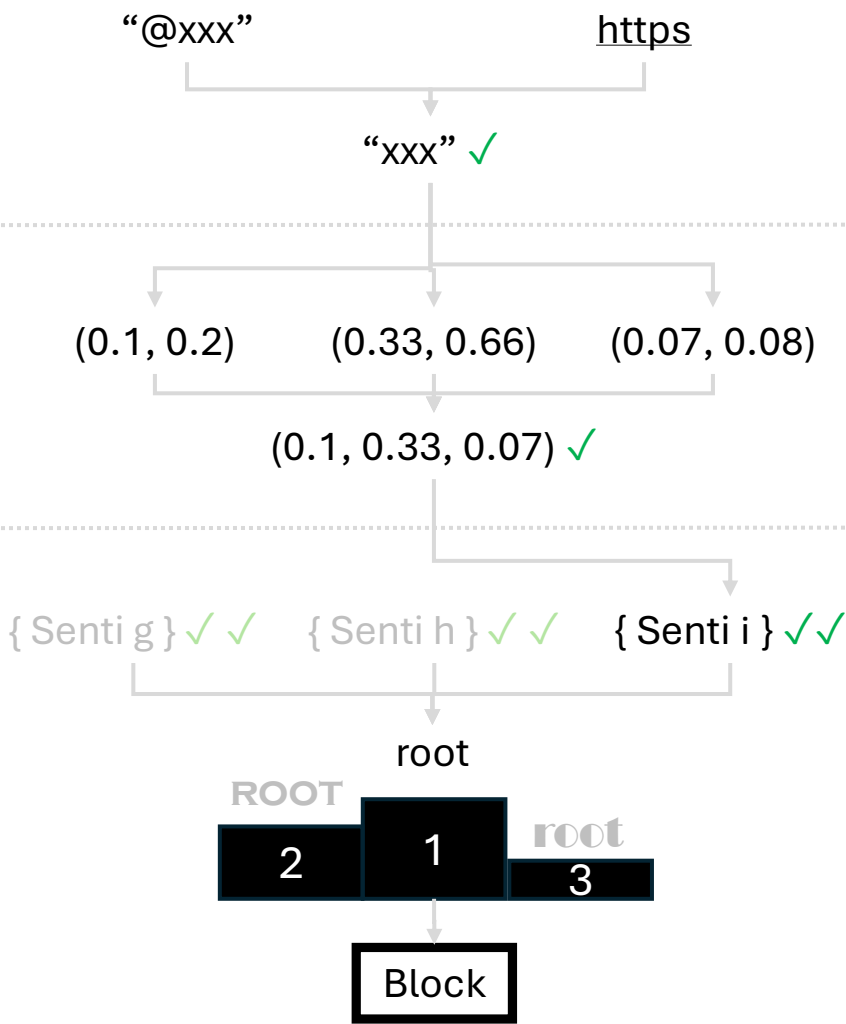 “@xxx” https
“xxx” ✓
(0.1, 0.2) (0.33, 0.66) (0.07, 0.08)
(0.1, 0.33, 0.07) ✓
{ Senti g } ✓ ✓ { Senti h } ✓ ✓ { Senti i } ✓✓
root
ROOT
root
2 1 3
Block